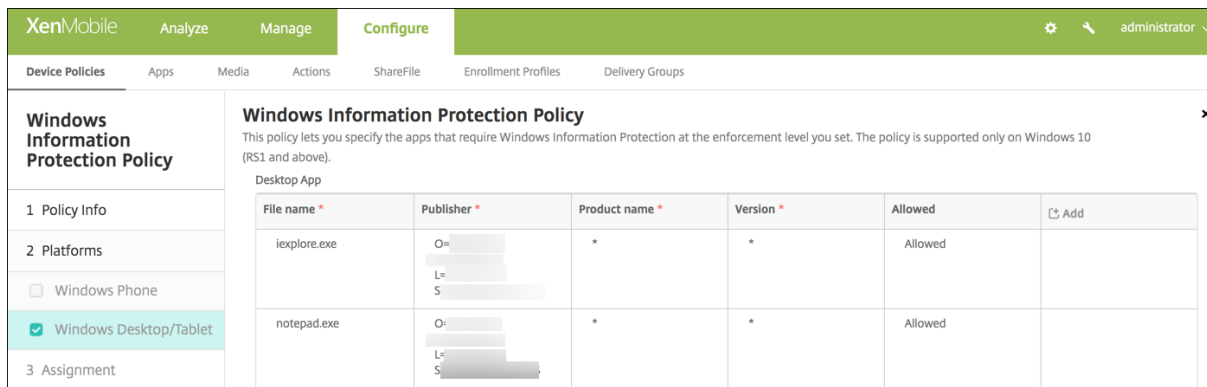 XenMobile Analyze Manage Configure administrator
Device Policies Apps Media Actions ShareFile Enrollment Profiles Delivery Groups
Windows
Information
Protection Policy
1 Policy Info
2 Platforms
Windows Phone
Windows Desktop/Tablet
3 Assignment
Windows Information Protection Policy
This policy lets you specify the apps that require Windows Information Protection at the enforcement level you set. The policy is supported only on Windows 10
(RS1 and above).
Desktop App
File name * Publisher * Product name * Version * Allowed Add
iexplore.exe O= * * Allowed
L=
S
notepad.exe O= * * Allowed
L=
S